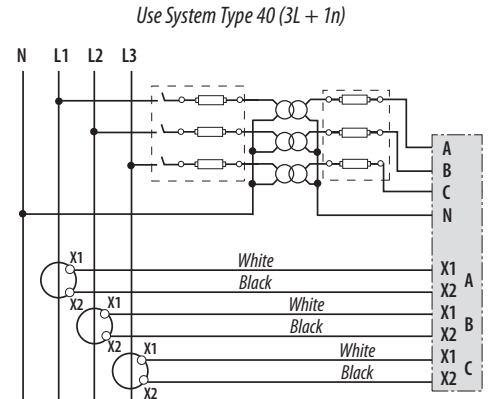 Use System Type 40 (3L + 1n)
N L1 L2 L3
A
B
C
N
X1 White X1
Black X2 A
X2 X1 White X1
Black X2 B
X2 X1 White X1
Black X2 C
X2